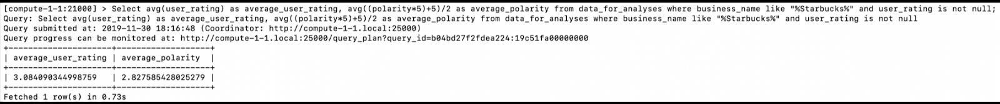 [compute-1-1:21000] > Select avg(user_rating) as average_user_rating, avg((polarity*5)+5)/2 as average_polarity from data_for_analyses where business_name like "%Starbucks%" and user_rating is not null;
Query: Select avg(user_rating) as average_user_rating, avg((polarity*5)+5)/2 as average_polarity from data_for_analyses where business_name like "%Starbucks%" and user_rating is not null
Query submitted at: 2019-11-30 18:16:48 (Coordinator: http://compute-1-1.local:25000)
Query progress can be monitored at: http://compute-1-1.local:25000/query_plan?query_id=b04bd27f2fdea224:19c51fa00000000
+---------------------+-------------------+
| average_user_rating | average_polarity  |
+---------------------+-------------------+
| 3.084090344998759   | 2.827585428025279 |
+---------------------+-------------------+
Fetched 1 row(s) in 0.73s